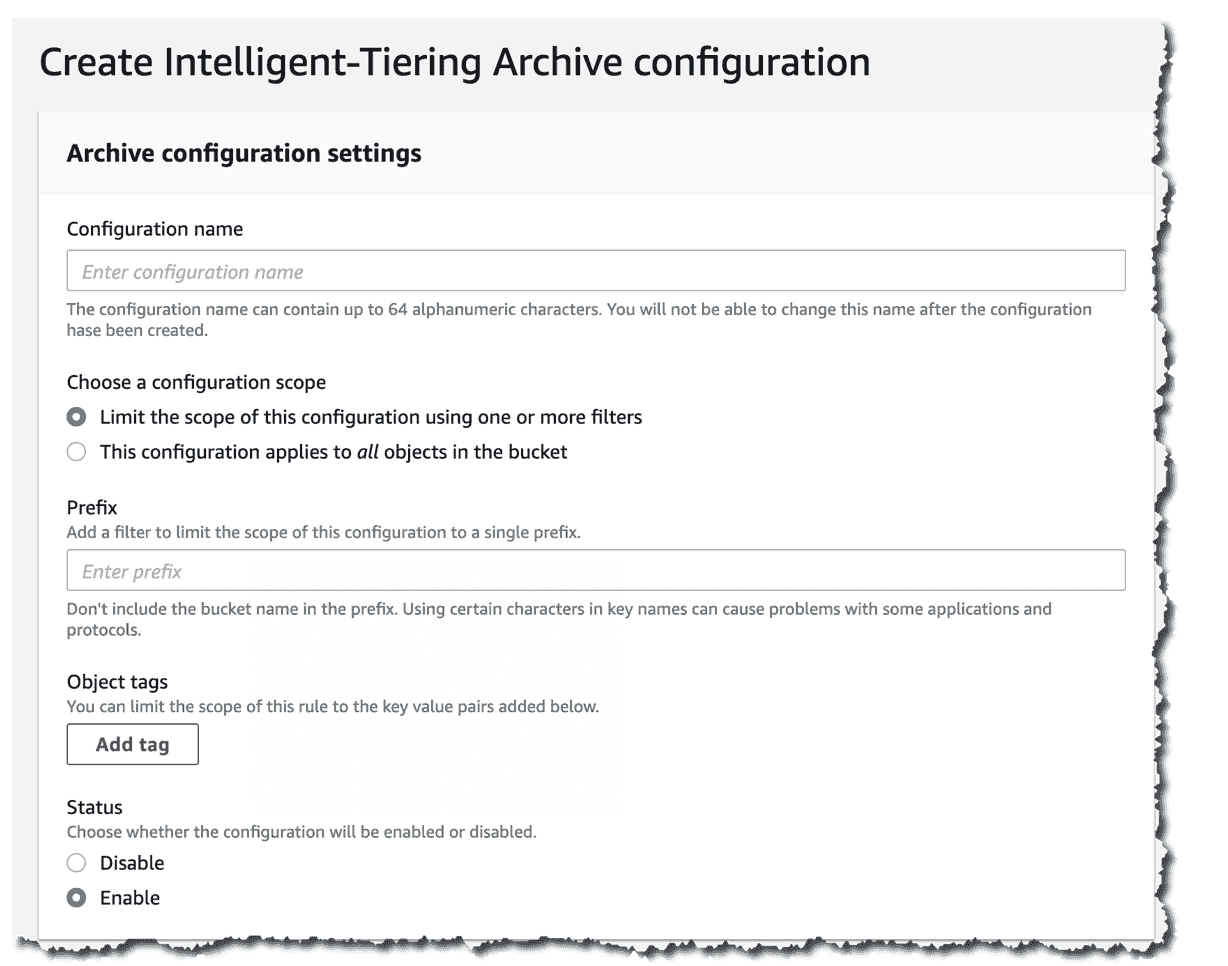 Create Intelligent-Tiering Archive configuration
Archive configuration settings
Configuration name
Enter configuration name
The configuration name can contain up to 64 alphanumeric characters. You will not be able to change this name after the configuration
hase been created.
Choose a configuration scope
Limit the scope of this configuration using one or more filters
This configuration applies to all objects in the bucket
Prefix
Add a filter to limit the scope of this configuration to a single prefix.
Enter prefix
Don't include the bucket name in the prefix. Using certain characters in key names can cause problems with some applications and
protocols.
Object tags
You can limit the scope of this rule to the key value pairs added below.
Add tag
Status
Choose whether the configuration will be enabled or disabled.
Disable
Enable